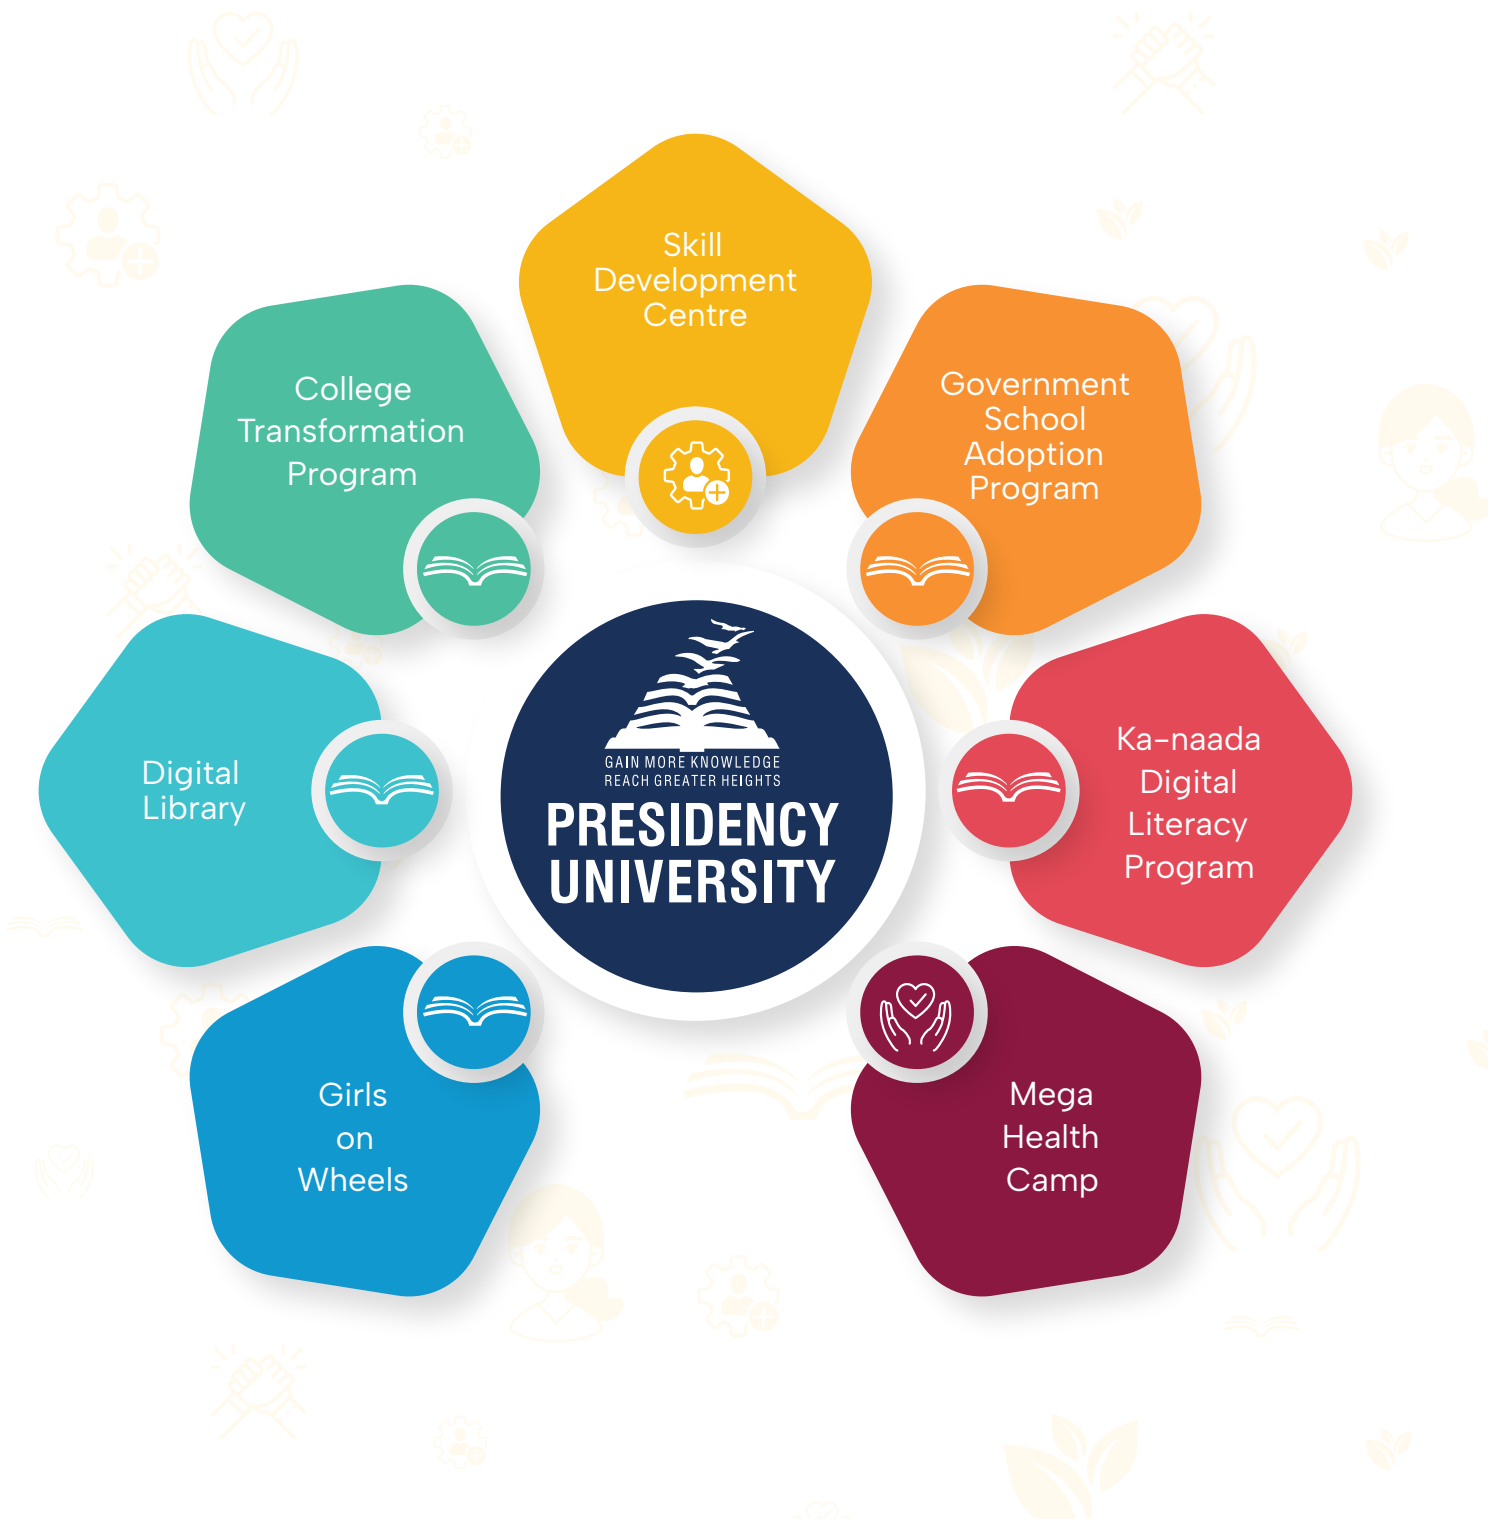 Skill
Development
Centre
Government
School
Adoption
Program
Ka-naada
Digital
Literacy
Program
Mega
Health
Camp
Girls
on
Wheels
Digital
Library
College
Transformation
Program
GAIN MORE KNOWLEDGE
REACH GREATER HEIGHTS
PRESIDENCY
UNIVERSITY